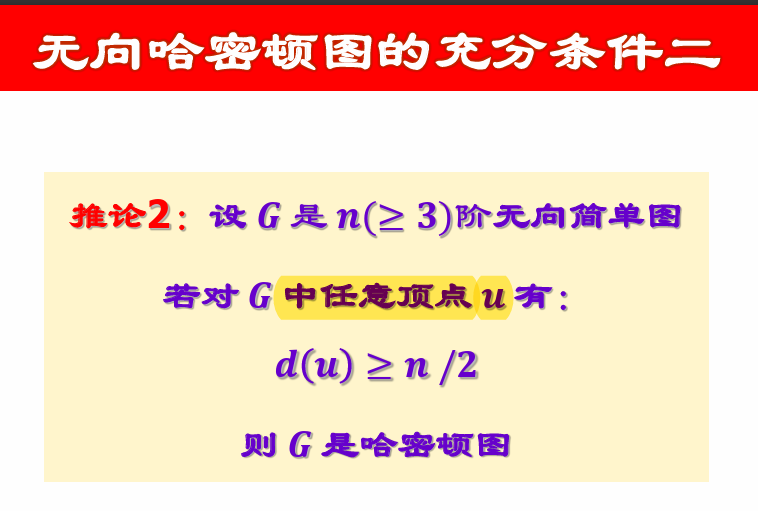 无向哈密顿图的充分条件二
推论2：设 G 是 n(≥ 3)阶无向简单图
若对 G 中任意顶点 u 有：
d(u) ≥ n /2
则 G 是哈密顿图